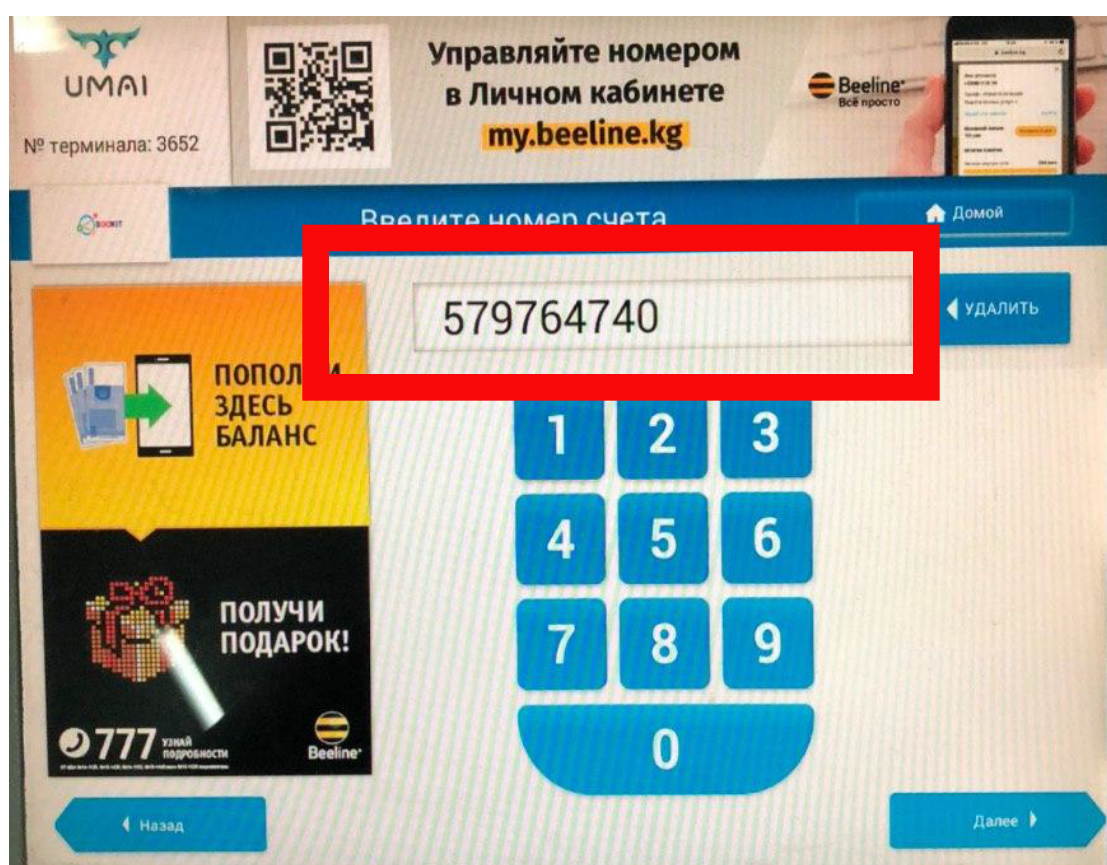 UMAI
№ терминала: 3652
Управляйте номером
в Личном кабинете
my.beeline.kg
Beeline
Всё просто
Введите номер счета
Домой
579764740
УДАЛИТЬ
ПОПОЛНИ
ЗДЕСЬ
БАЛАНС
1 2 3
4 5 6
7 8 9
0
ПОЛУЧИ
ПОДАРОК!
777 УЗНАЙ
ПОДРОБНОСТИ
Beeline
Назад
Далее